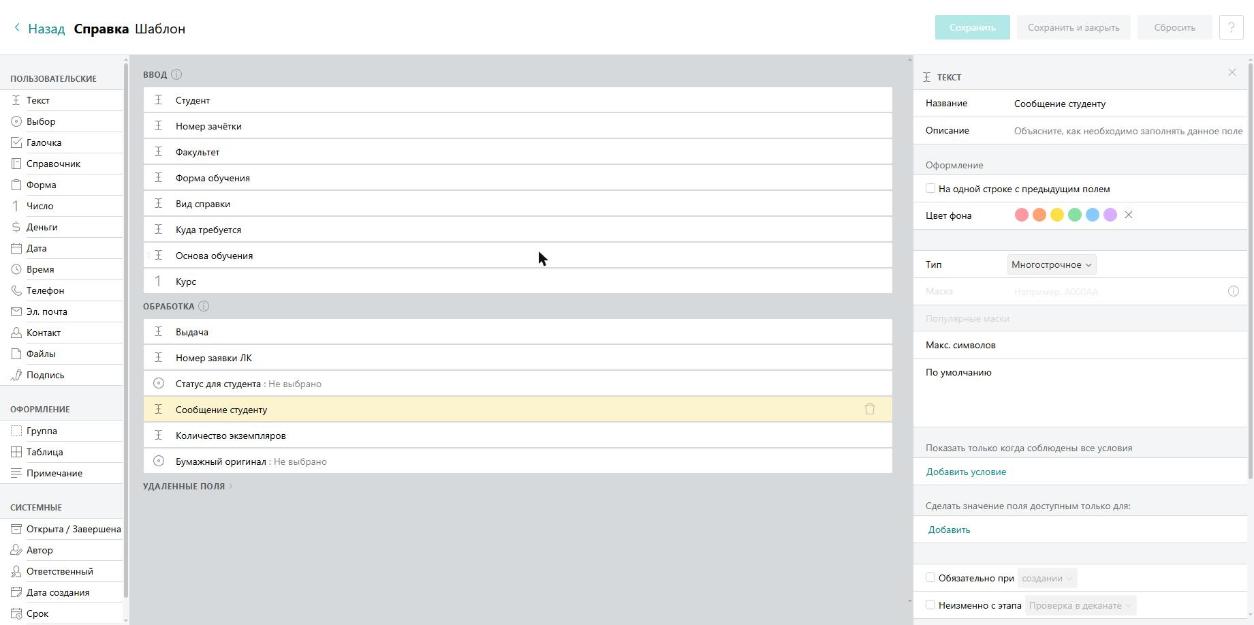 Назад Справка Шаблон
Сохранить Сохранить и закрыть Сбросить ?
ПОЛЬЗОВАТЕЛЬСКИЕ
Текст
Выбор
Галочка
Справочник
Форма
Число
Деньги
Дата
Время
Телефон
Эл. почта
Контакт
Файлы
Подпись
ОФОРМЛЕНИЕ
Группа
Таблица
Примечание
СИСТЕМНЫЕ
Открыта / Завершена
Автор
Ответственный
Дата создания
Срок
ВВОД
Студент
Номер зачётки
Факультет
Форма обучения
Вид справки
Куда требуется
Основа обучения
1 Курс
ОБРАБОТКА
Выдача
Номер заявки ЛК
Статус для студента : Не выбрано
Сообщение студенту
Количество экземпляров
Бумажный оригинал : Не выбрано
УДАЛЕННЫЕ ПОЛЯ
ТЕКСТ
Название Сообщение студенту
Описание Объясните, как необходимо заполнять данное поле
Оформление
На одной строке с предыдущим полем
Цвет фона
Тип Многострочное
Маска Например, A000AA
Популярные маски
Макс. символов
По умолчанию
Показать только когда соблюдены все условия
Добавить условие
Сделать значение поля доступным только для:
Добавить
Обязательно при создании
Неизменно с этапа Проверка в деканате